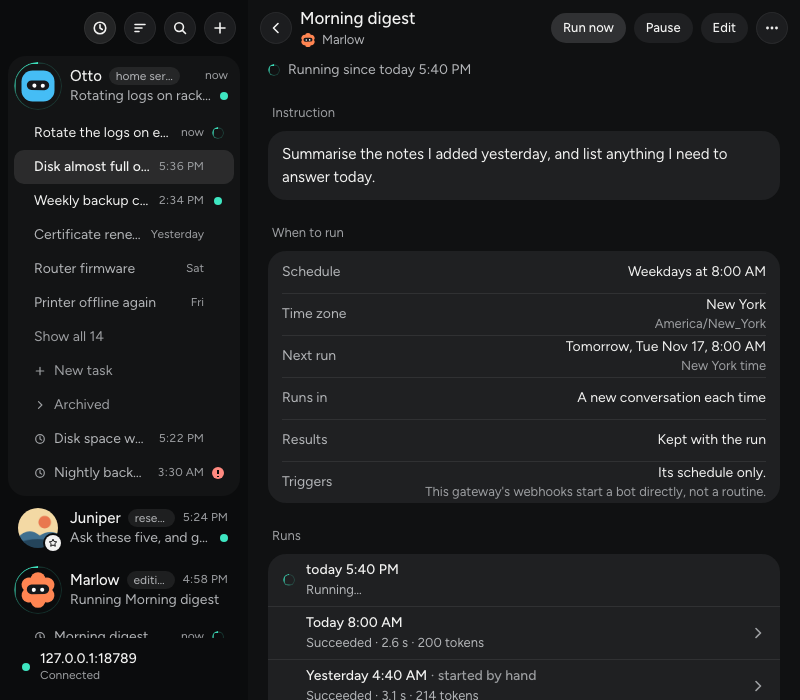 Otto home ser... now
Rotating logs on rack...
Rotate the logs on e... now
Disk almost full o... 5:36 PM
Weekly backup c... 2:34 PM
Certificate rene... Yesterday
Router firmware Sat
Printer offline again Fri
Show all 14
New task
Archived
Disk space w... 5:22 PM
Nightly back... 3:30 AM
Juniper rese... 5:24 PM
Ask these five, and g...
Marlow editi... 4:58 PM
Running Morning digest
Morning digest now
127.0.0.1:18789
Connected
Morning digest
Marlow
Run now
Pause
Edit
Running since today 5:40 PM
Instruction
Summarise the notes I added yesterday, and list anything I need to
answer today.
When to run
Schedule Weekdays at 8:00 AM
Time zone New York
America/New_York
Next run Tomorrow, Tue Nov 17, 8:00 AM
New York time
Runs in A new conversation each time
Results Kept with the run
Triggers Its schedule only.
This gateway's webhooks start a bot directly, not a routine.
Runs
today 5:40 PM
Running...
Today 8:00 AM
Succeeded · 2.6 s · 200 tokens
Yesterday 4:40 AM · started by hand
Succeeded · 3.1 s · 214 tokens